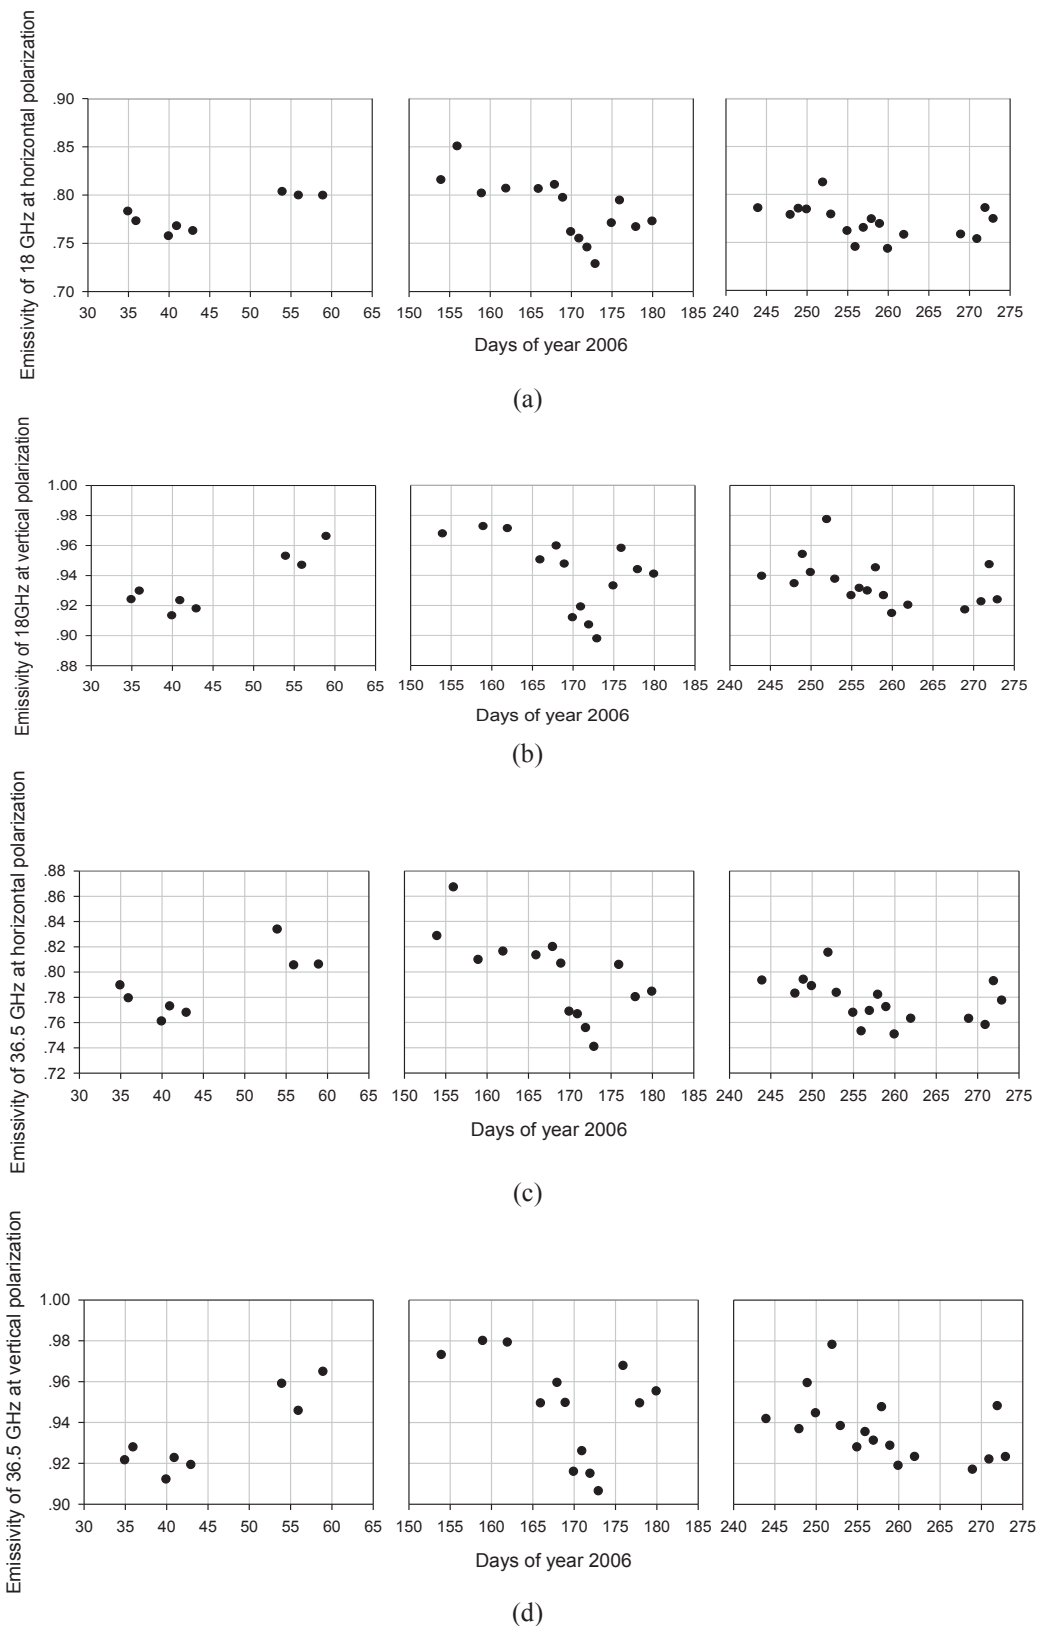 Emissivity of 18 GHz at horizontal polarization
.90
.85
.80
.75
.70
30 35 40 45 50 55 60 65
150 155 160 165 170 175 180 185
240 245 250 255 260 265 270 275
Days of year 2006
(a)
Emissivity of 18GHz at vertical polarization
1.00
.98
.96
.94
.92
.90
.88
30 35 40 45 50 55 60 65
150 155 160 165 170 175 180 185
240 245 250 255 260 265 270 275
Days of year 2006
(b)
Emissivity of 36.5 GHz at horizontal polarization
.88
.86
.84
.82
.80
.78
.76
.74
.72
30 35 40 45 50 55 60 65
150 155 160 165 170 175 180 185
240 245 250 255 260 265 270 275
Days of year 2006
(c)
Emissivity of 36.5 GHz at vertical polarization
1.00
.98
.96
.94
.92
.90
30 35 40 45 50 55 60 65
150 155 160 165 170 175 180 185
240 245 250 255 260 265 270 275
Days of year 2006
(d)